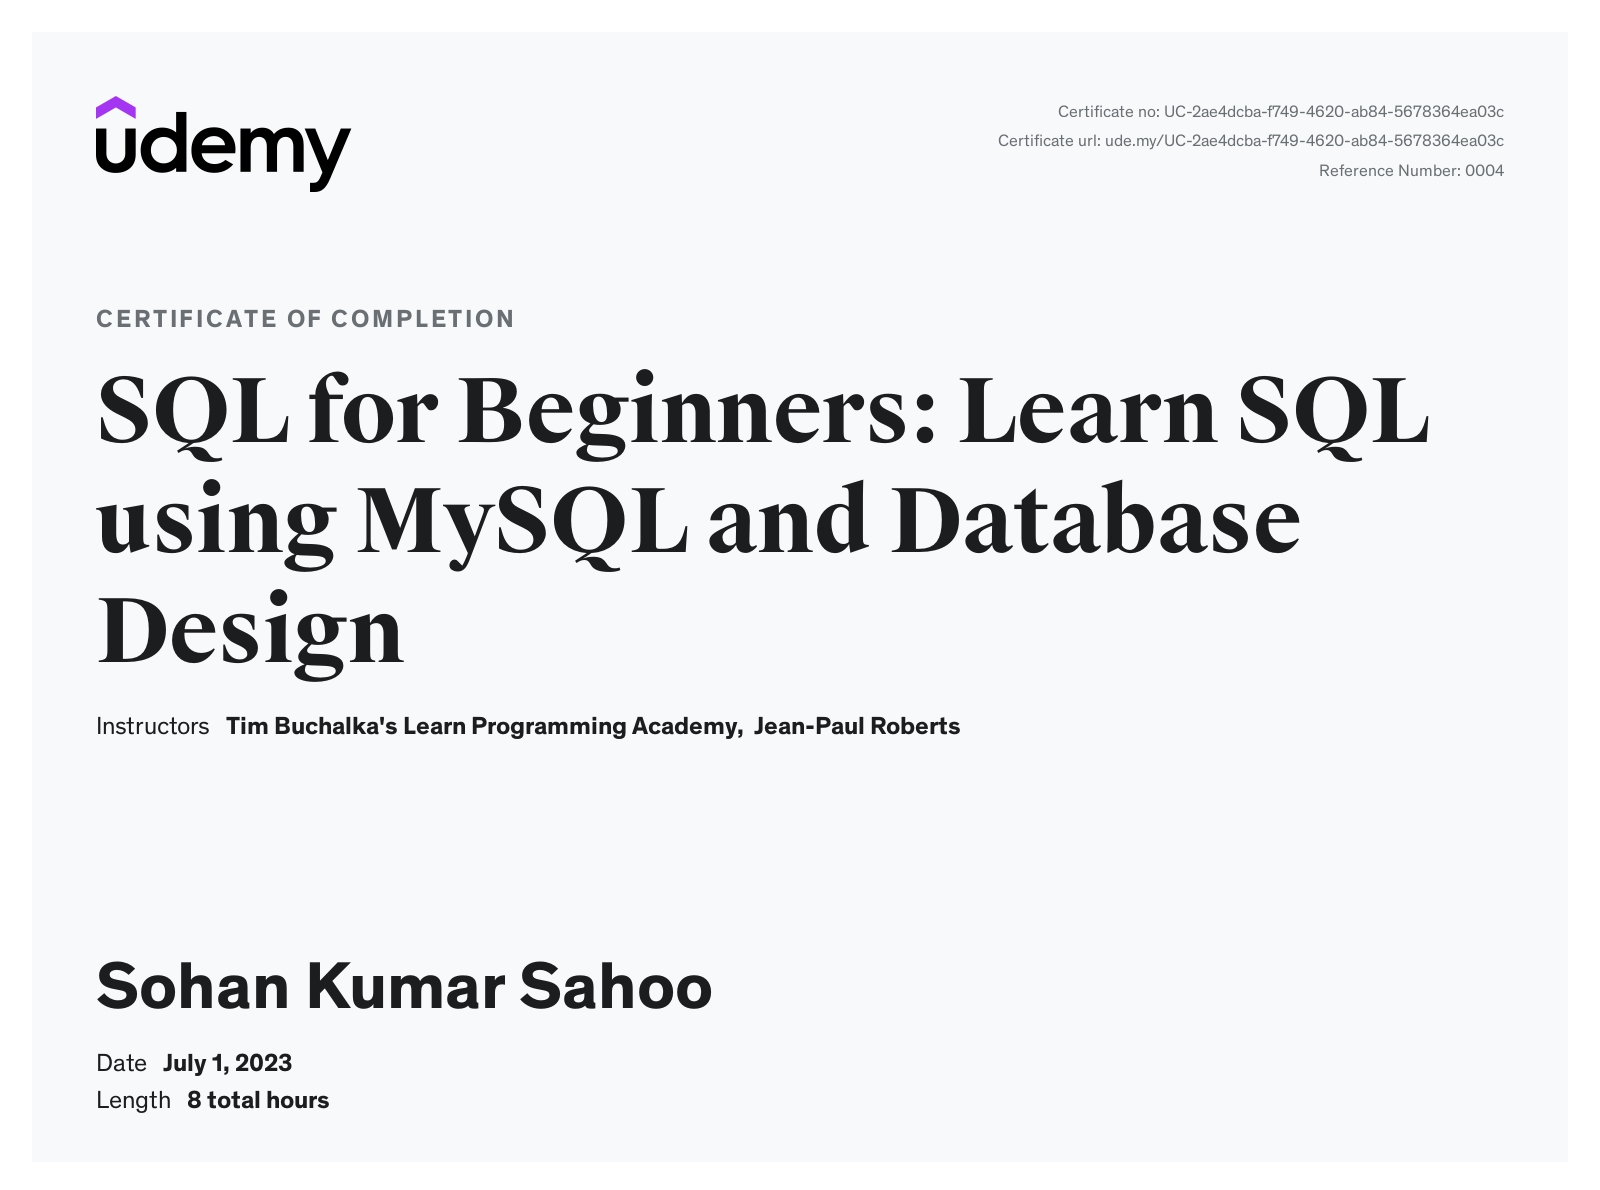 udemy
Certificate no: UC-2ae4dcba-f749-4620-ab84-5678364ea03c
Certificate url: ude.my/UC-2ae4dcba-f749-4620-ab84-5678364ea03c
Reference Number: 0004
CERTIFICATE OF COMPLETION
SQL for Beginners: Learn SQL
using MySQL and Database
Design
Instructors Tim Buchalka's Learn Programming Academy, Jean-Paul Roberts
Sohan Kumar Sahoo
Date July 1, 2023
Length 8 total hours